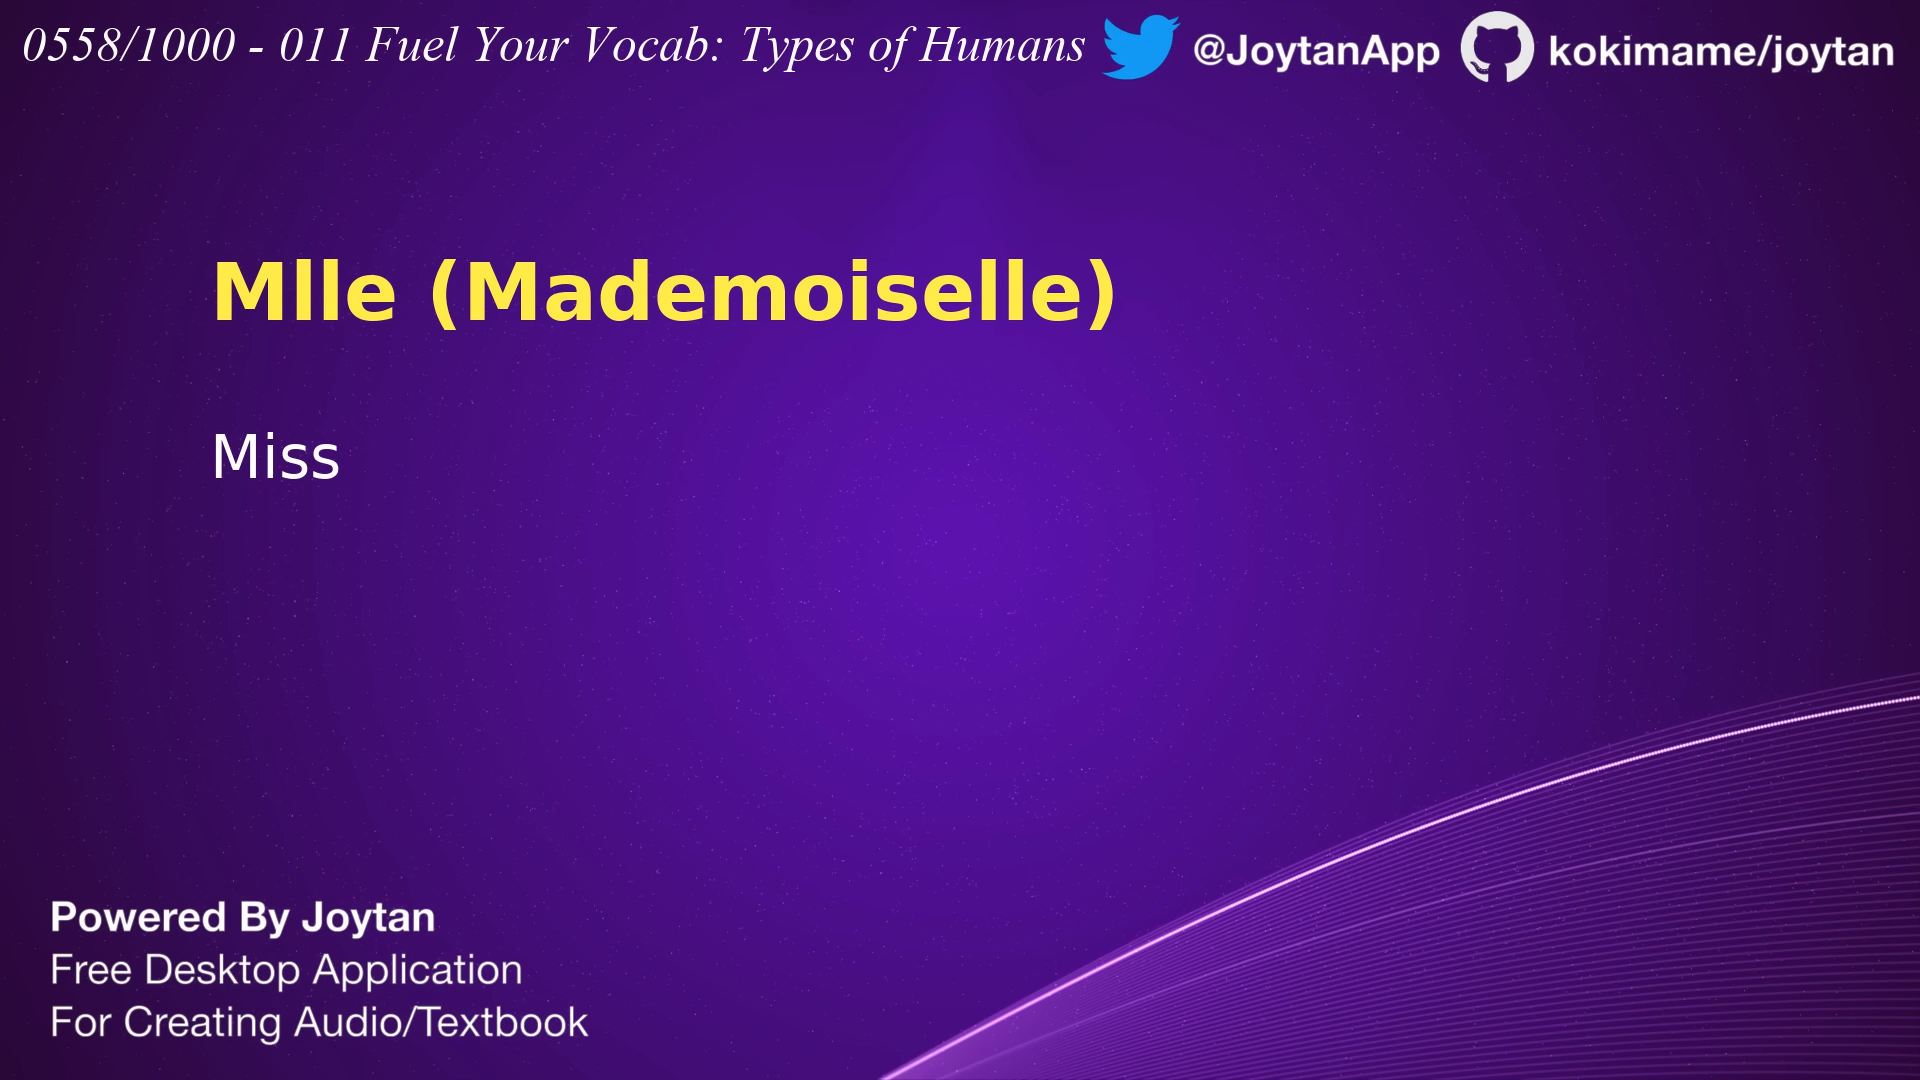 0558/1000 - 011 Fuel Your Vocab: Types of Humans @JoytanApp kokimame/joytan
Mlle (Mademoiselle)
Miss
Powered By Joytan
Free Desktop Application
For Creating Audio/Textbook